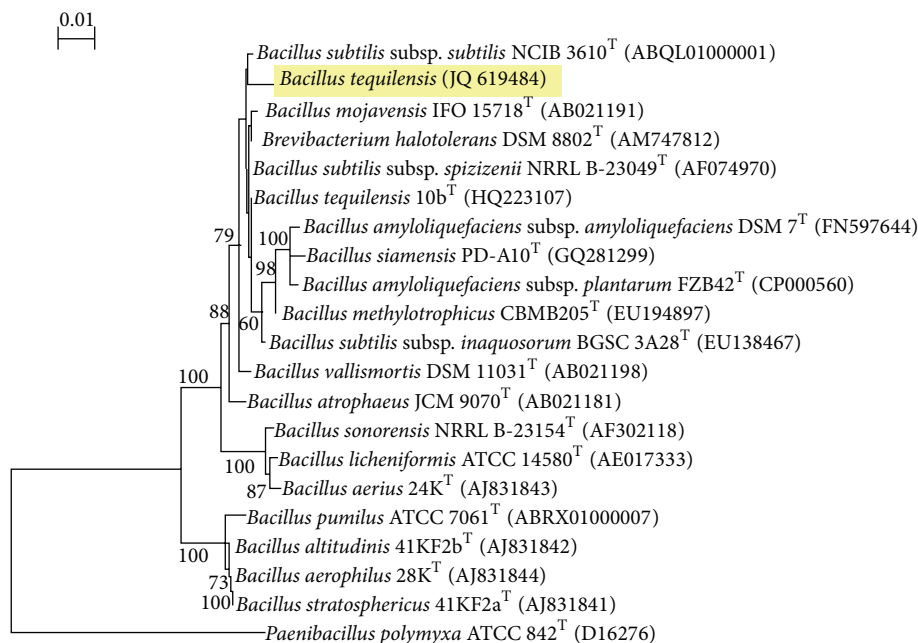 0.01
Bacillus subtilis subsp. subtilis NCIB 3610ᵀ (ABQL01000001)
Bacillus tequilensis (JQ 619484)
Bacillus mojavensis IFO 15718ᵀ (AB021191)
Brevibacterium halotolerans DSM 8802ᵀ (AM747812)
Bacillus subtilis subsp. spizizenii NRRL B-23049ᵀ (AF074970)
Bacillus tequilensis 10bᵀ (HQ223107)
Bacillus amyloliquefaciens subsp. amyloliquefaciens DSM 7ᵀ (FN597644)
79
100
Bacillus siamensis PD-A10ᵀ (GQ281299)
98
Bacillus amyloliquefaciens subsp. plantarum FZB42ᵀ (CP000560)
88
Bacillus methylotrophicus CBMB205ᵀ (EU194897)
60
Bacillus subtilis subsp. inaquosorum BGSC 3A28ᵀ (EU138467)
Bacillus vallismortis DSM 11031ᵀ (AB021198)
100
Bacillus atrophaeus JCM 9070ᵀ (AB021181)
Bacillus sonorensis NRRL B-23154ᵀ (AF302118)
100
Bacillus licheniformis ATCC 14580ᵀ (AE017333)
87
Bacillus aerius 24Kᵀ (AJ831843)
Bacillus pumilus ATCC 7061ᵀ (ABRX01000007)
100
Bacillus altitudinis 41KF2bᵀ (AJ831842)
73
Bacillus aerophilus 28Kᵀ (AJ831844)
100
Bacillus stratosphericus 41KF2aᵀ (AJ831841)
Paenibacillus polymyxa ATCC 842ᵀ (D16276)